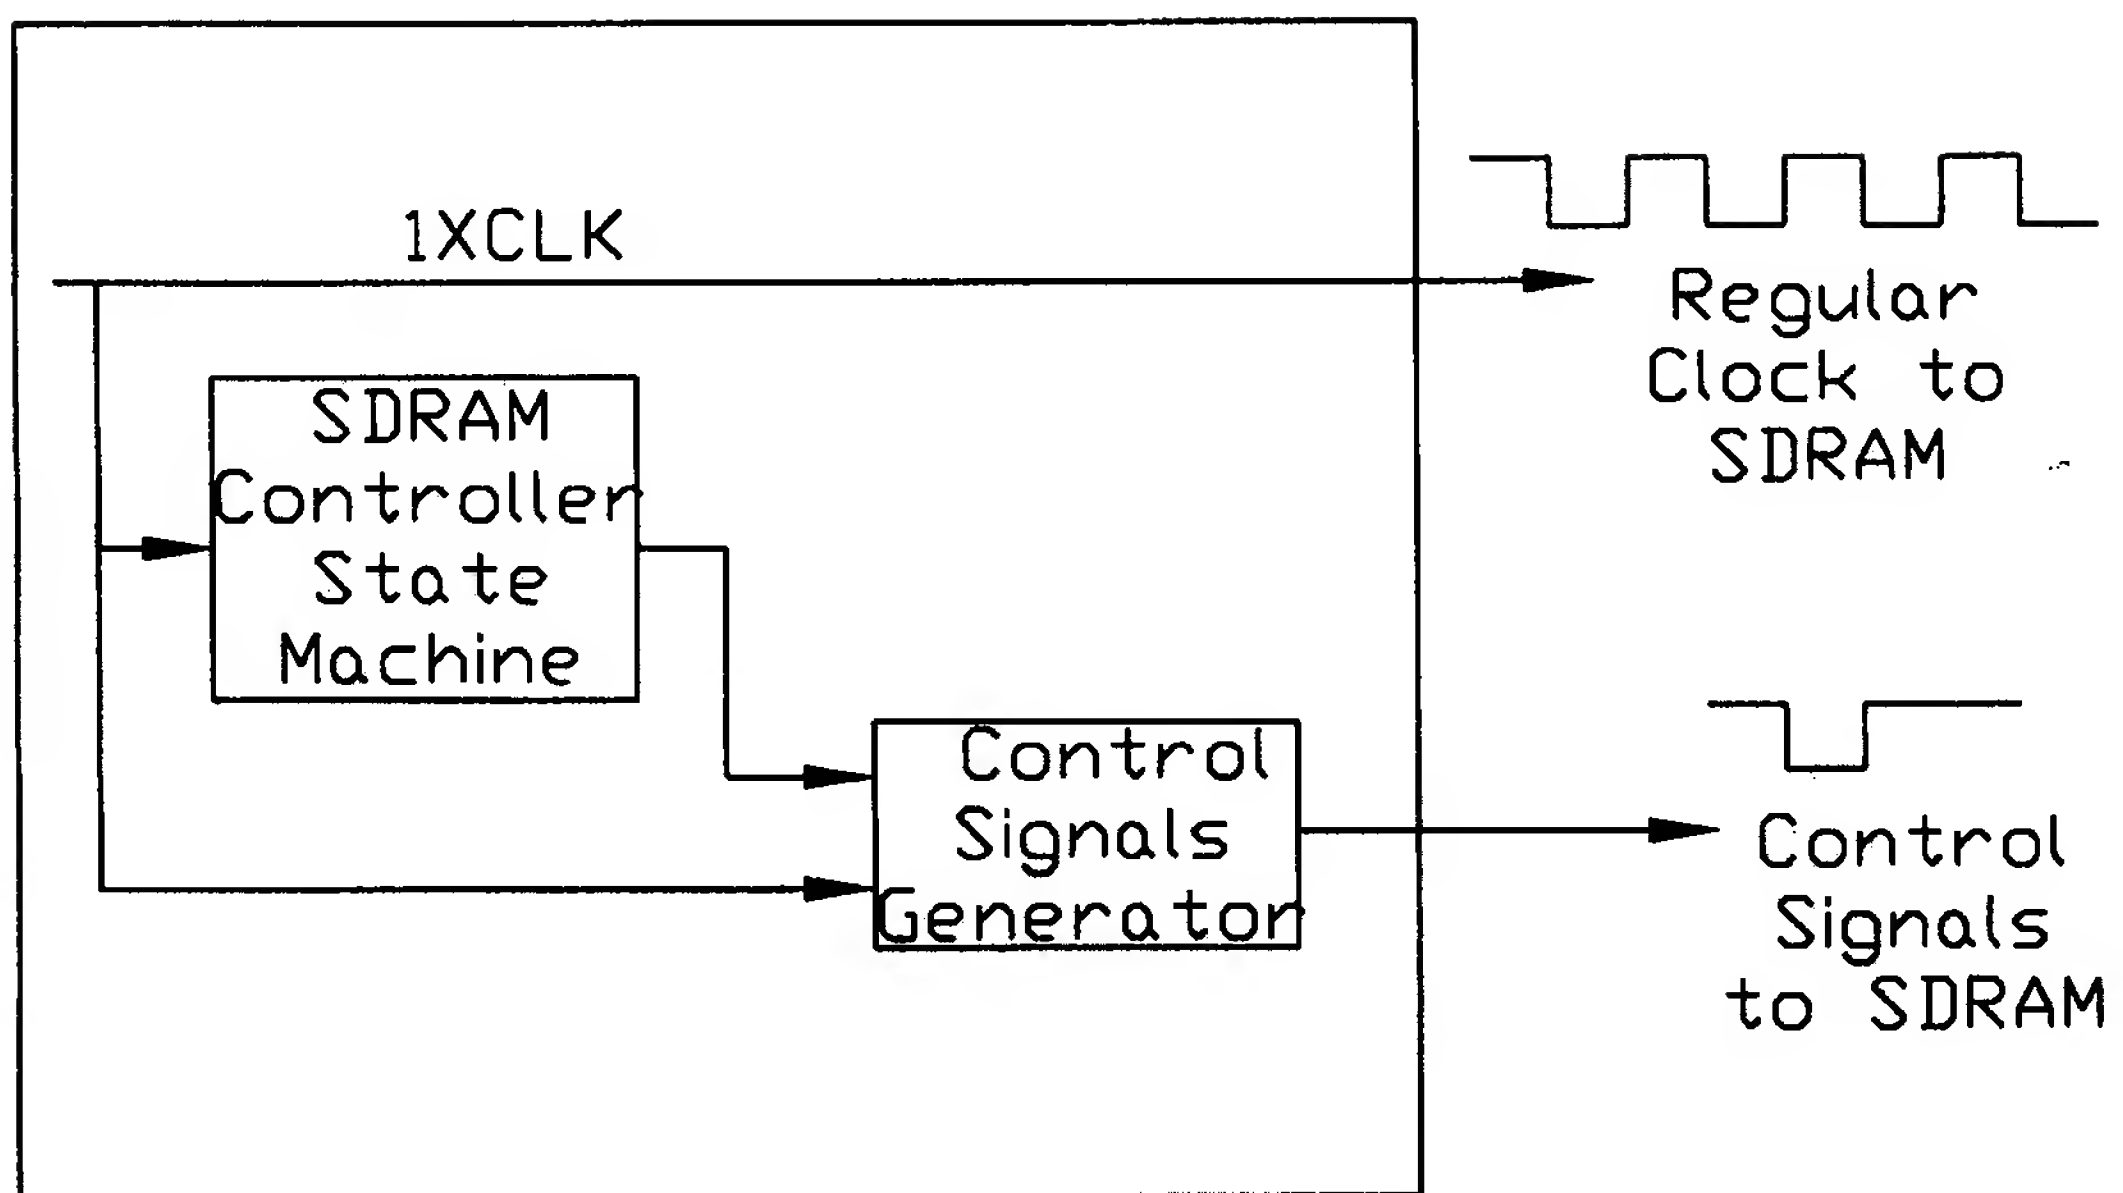 1XCLK
Regular
Clock to
SDRAM
SDRAM
Controller
State
Machine
Control
Signals
Generator
Control
Signals
to SDRAM